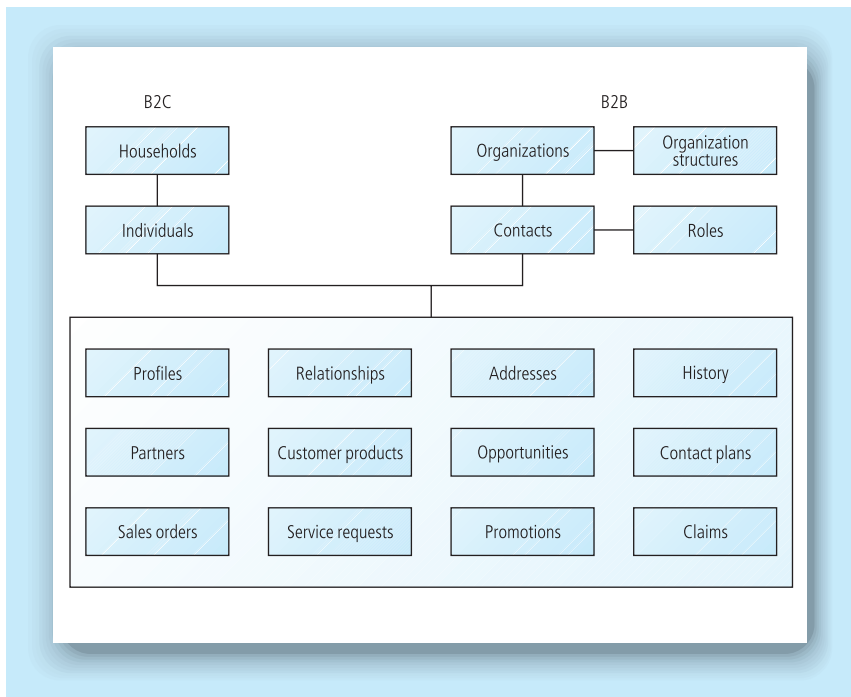 B2C
B2B
Households
Organizations
Organization
structures
Individuals
Contacts
Roles
Profiles
Relationships
Addresses
History
Partners
Customer products
Opportunities
Contact plans
Sales orders
Service requests
Promotions
Claims